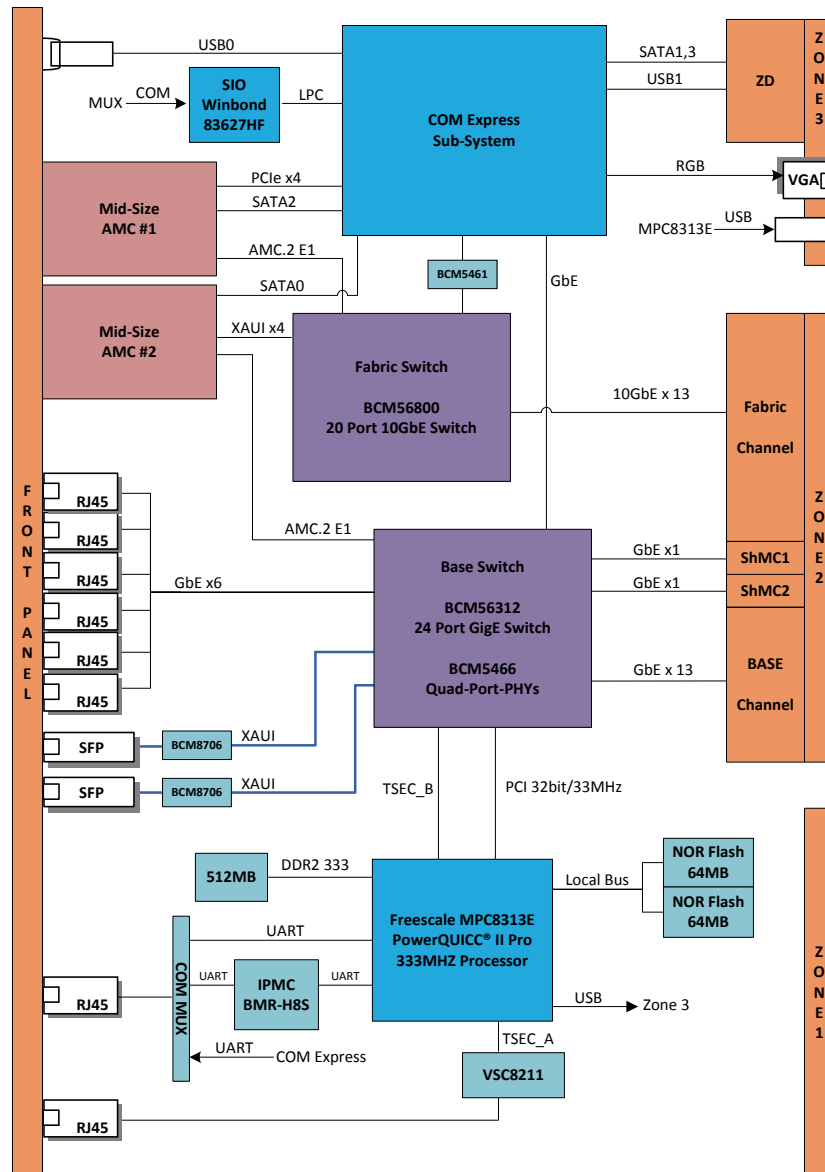 USB0
SIO
Winbond
83627HF
MUX
COM
LPC
COM Express
Sub-System
SATA1,3
USB1
ZD
ZONE3
RGB
VGA
MPC8313E
USB
Mid-Size
AMC #1
PCIe x4
SATA2
AMC.2 E1
BCM5461
GbE
Mid-Size
AMC #2
SATA0
XAUI x4
Fabric Switch
BCM56800
20 Port 10GbE Switch
10GbE x 13
Fabric
Channel
FRONT PANEL
RJ45
RJ45
RJ45
RJ45
RJ45
RJ45
GbE x6
AMC.2 E1
Base Switch
BCM56312
24 Port GigE Switch
BCM5466
Quad-Port-PHYs
GbE x1
GbE x1
GbE x 13
ShMC1
ShMC2
BASE
Channel
ZONE2
SFP
BCM8706
XAUI
SFP
BCM8706
XAUI
TSEC_B
PCI 32bit/33MHz
512MB
DDR2 333
Freescale MPC8313E
PowerQUICC® II Pro
333MHZ Processor
Local Bus
NOR Flash
64MB
NOR Flash
64MB
UART
COM MUX
UART
IPMC
BMR-H8S
UART
RJ45
UART
COM Express
USB
Zone 3
TSEC_A
VSC8211
RJ45
ZONE1